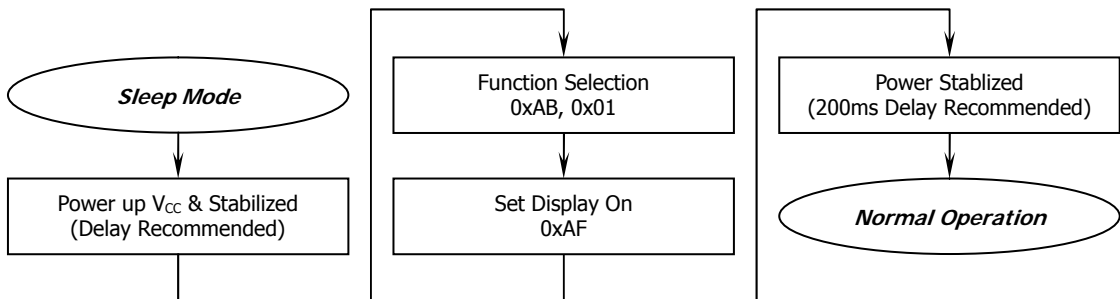 Sleep Mode
Power up VCC & Stabilized
(Delay Recommended)
Function Selection
0xAB, 0x01
Set Display On
0xAF
Power Stablized
(200ms Delay Recommended)
Normal Operation